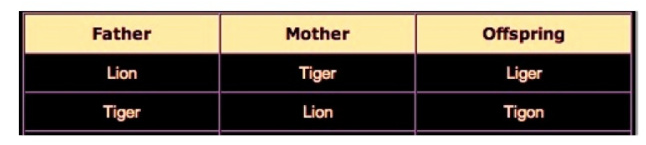 Father Mother Offspring
Lion Tiger Liger
Tiger Lion Tigon